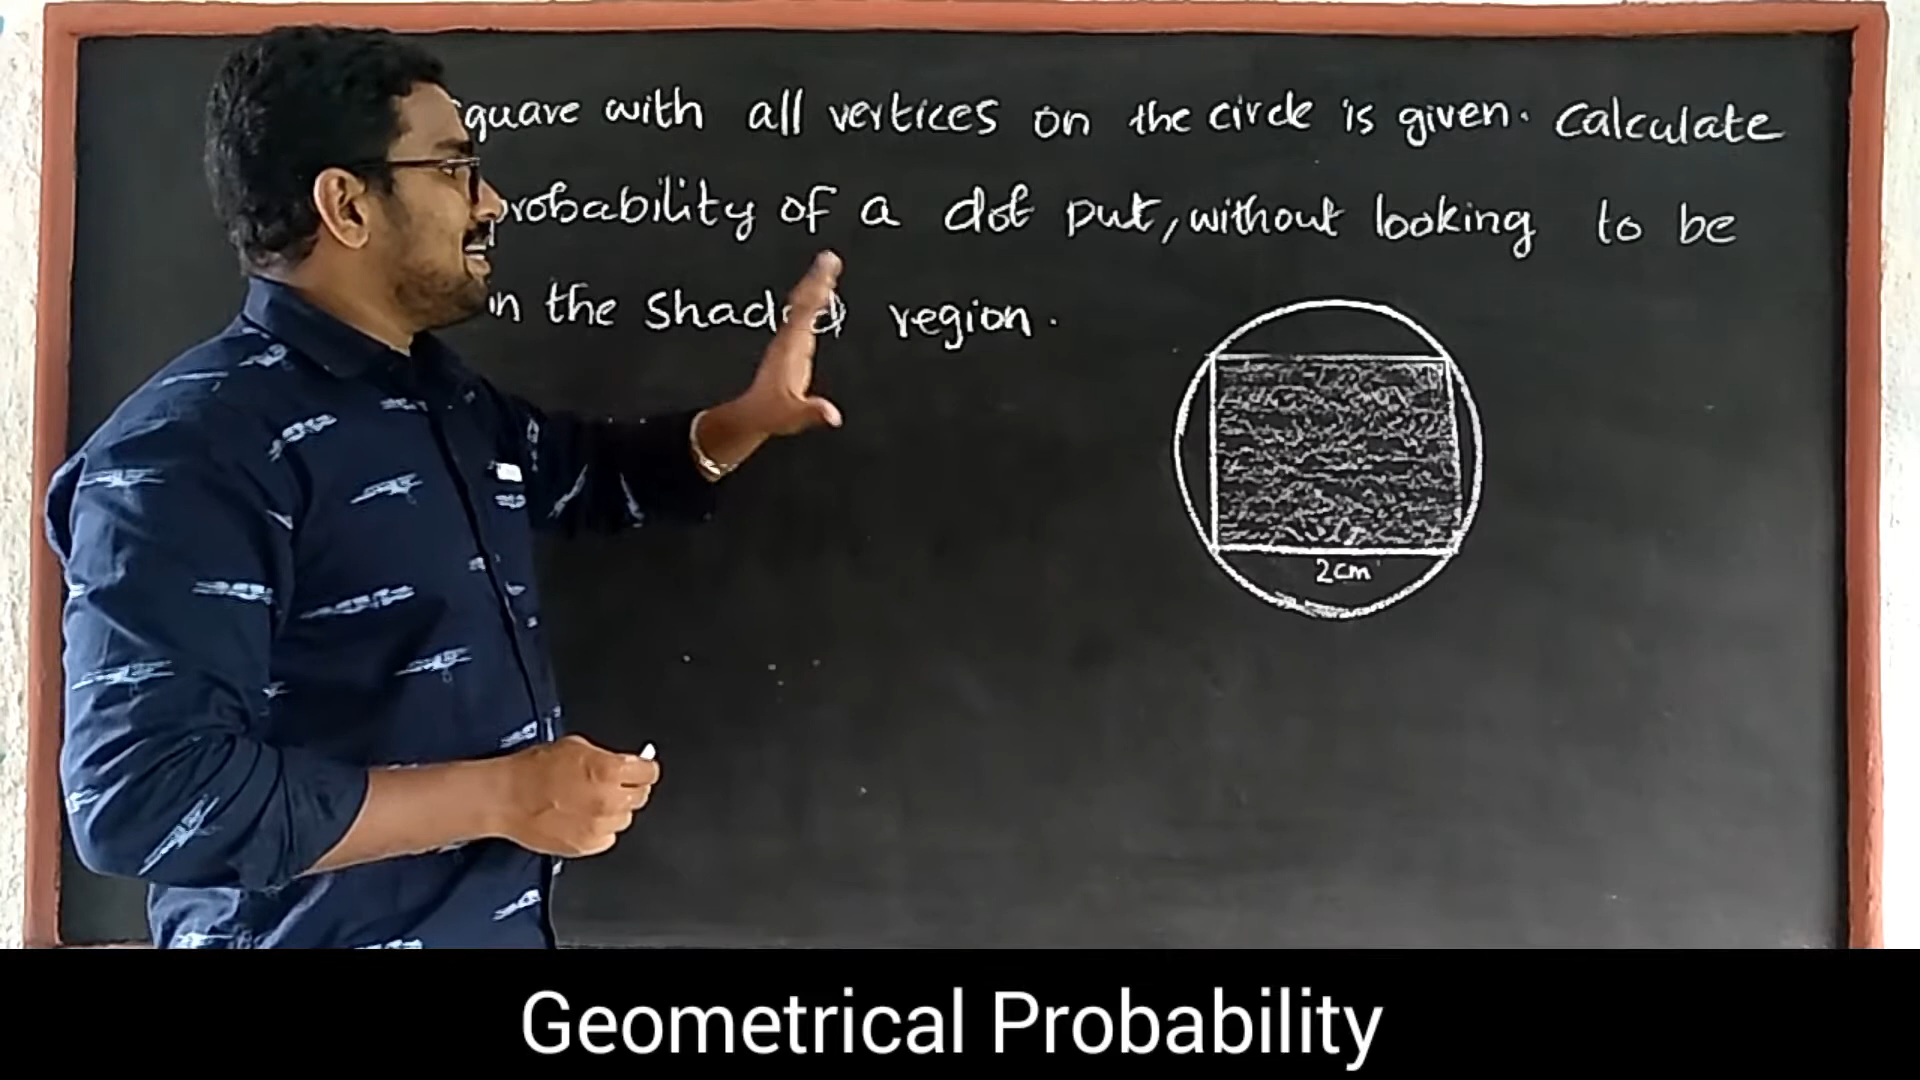 quare with all vertices on the circle is given. Calculate
probability of a dot put, without looking to be
in the shaded region.
2cm
Geometrical Probability